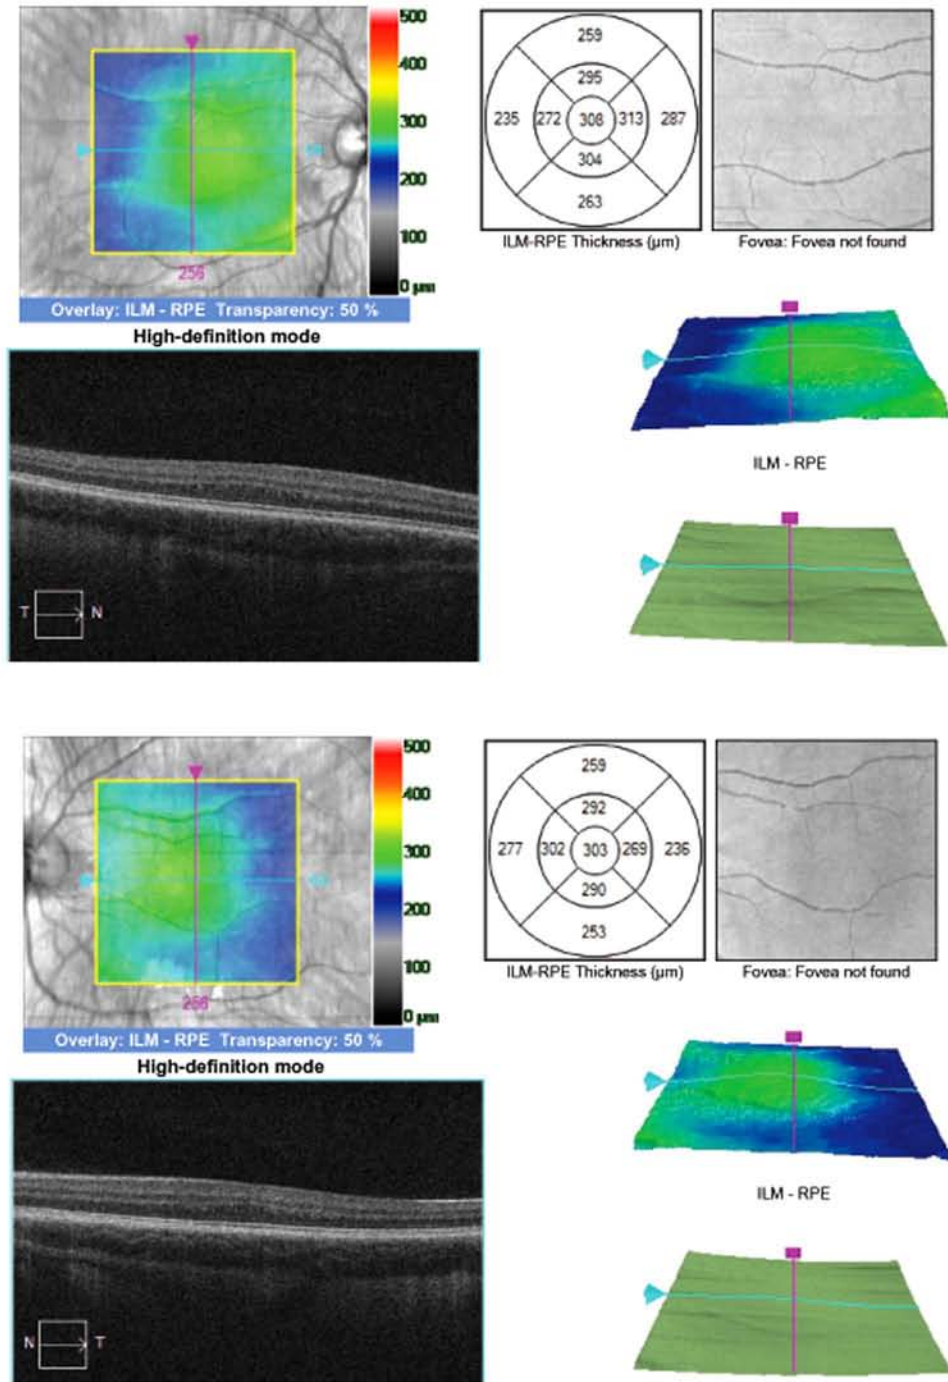 500
400
300
200
100
0 µm
256
Overlay: ILM - RPE Transparency: 50 %
High-definition mode
T N
259
295
235 272 308 313 287
304
263
ILM-RPE Thickness (µm)
Fovea: Fovea not found
ILM - RPE
500
400
300
200
100
0 µm
256
Overlay: ILM - RPE Transparency: 50 %
High-definition mode
N T
259
292
277 302 303 269 236
290
253
ILM-RPE Thickness (µm)
Fovea: Fovea not found
ILM - RPE